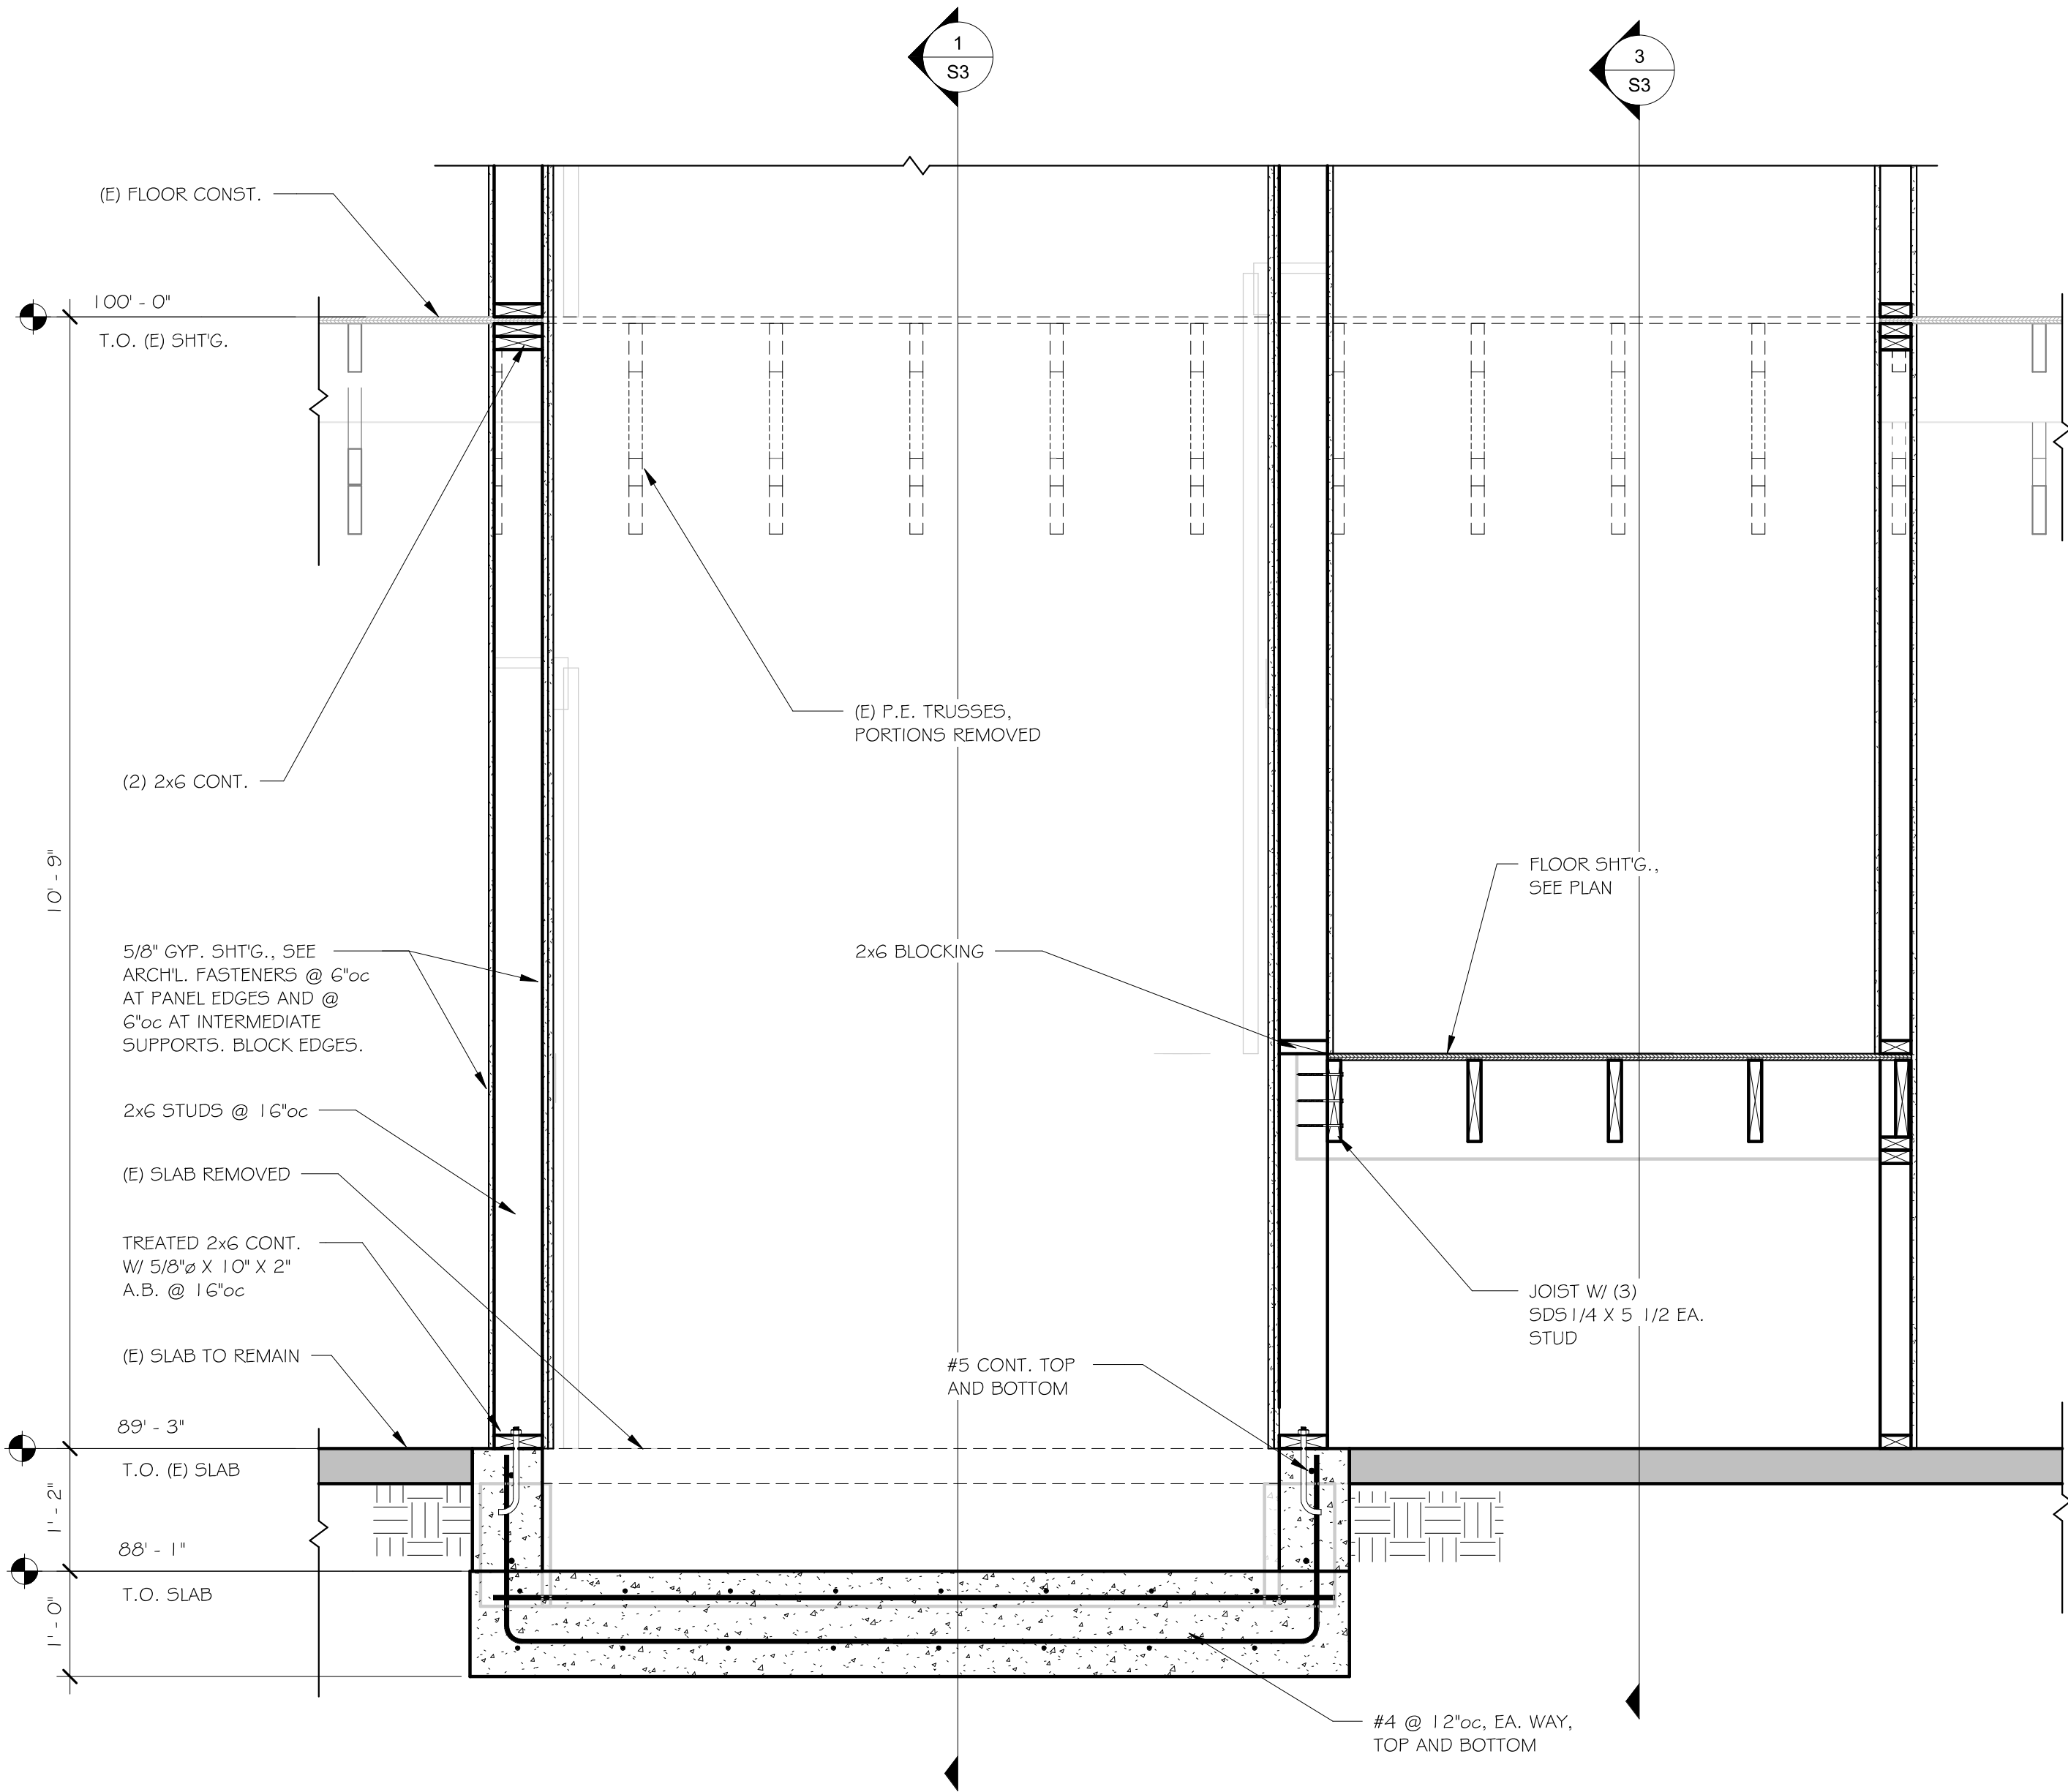 1
S3
3
S3
(E) FLOOR CONST.
100' - 0"
T.O. (E) SHT'G.
(E) P.E. TRUSSES,
PORTIONS REMOVED
(2) 2x6 CONT.
10' - 9"
FLOOR SHT'G.,
SEE PLAN
5/8" GYP. SHT'G., SEE
ARCH'L. FASTENERS @ 6"oc
AT PANEL EDGES AND @
6"oc AT INTERMEDIATE
SUPPORTS. BLOCK EDGES.
2x6 BLOCKING
2x6 STUDS @ 16"oc
(E) SLAB REMOVED
TREATED 2x6 CONT.
W/ 5/8"ø X 10" X 2"
A.B. @ 16"oc
JOIST W/ (3)
SDS1/4 X 5 1/2 EA.
STUD
(E) SLAB TO REMAIN
#5 CONT. TOP
AND BOTTOM
89' - 3"
T.O. (E) SLAB
1' - 2"
88' - 1"
T.O. SLAB
1' - 0"
#4 @ 12"oc, EA. WAY,
TOP AND BOTTOM